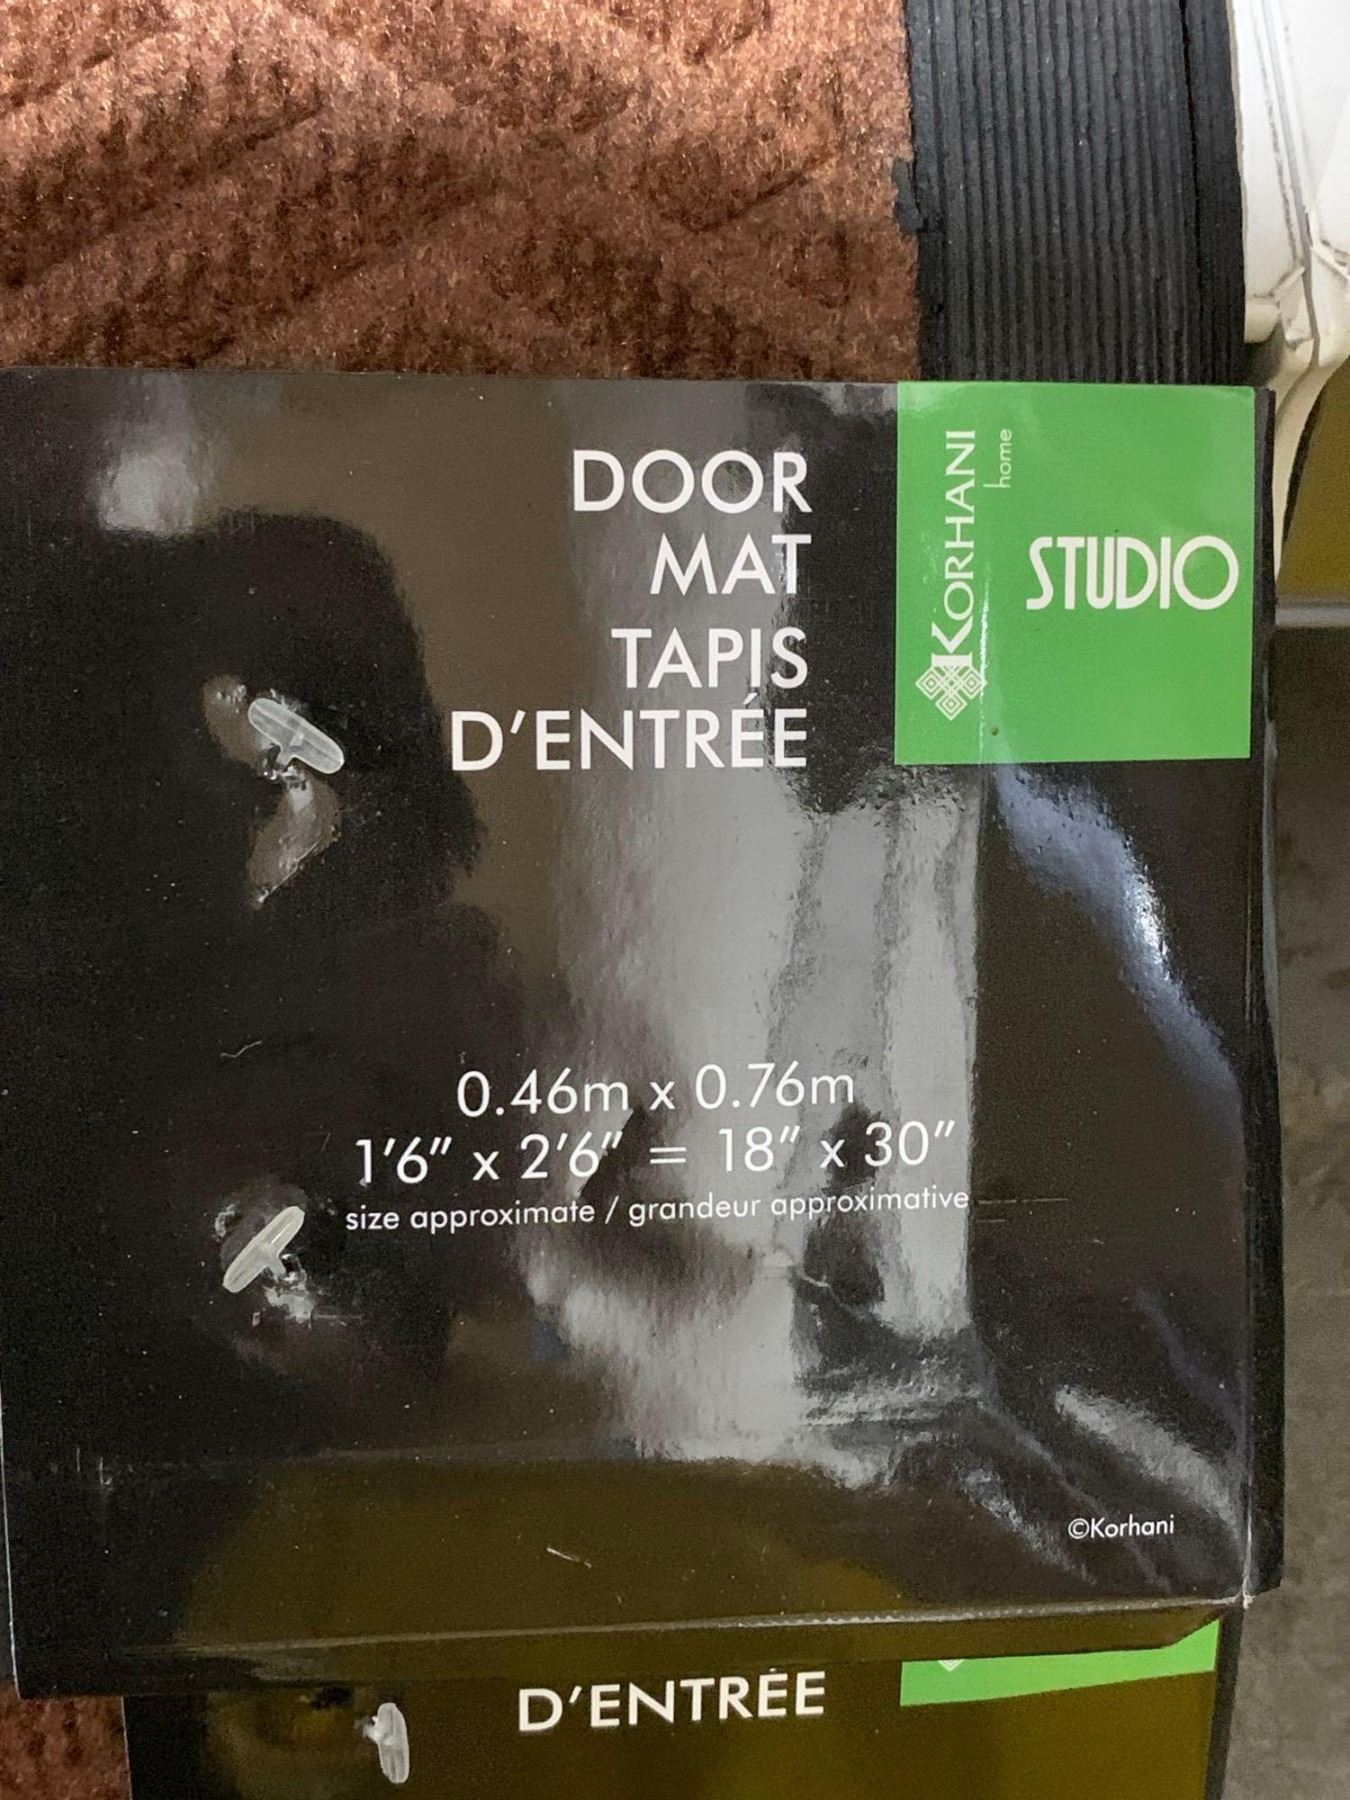 DOOR
MAT
TAPIS
D'ENTRÉE
KORHANI
home
STUDIO
0.46m x 0.76m
1'6" x 2'6" = 18" x 30"
size approximate / grandeur approximative
©Korhani
D'ENTRÉE